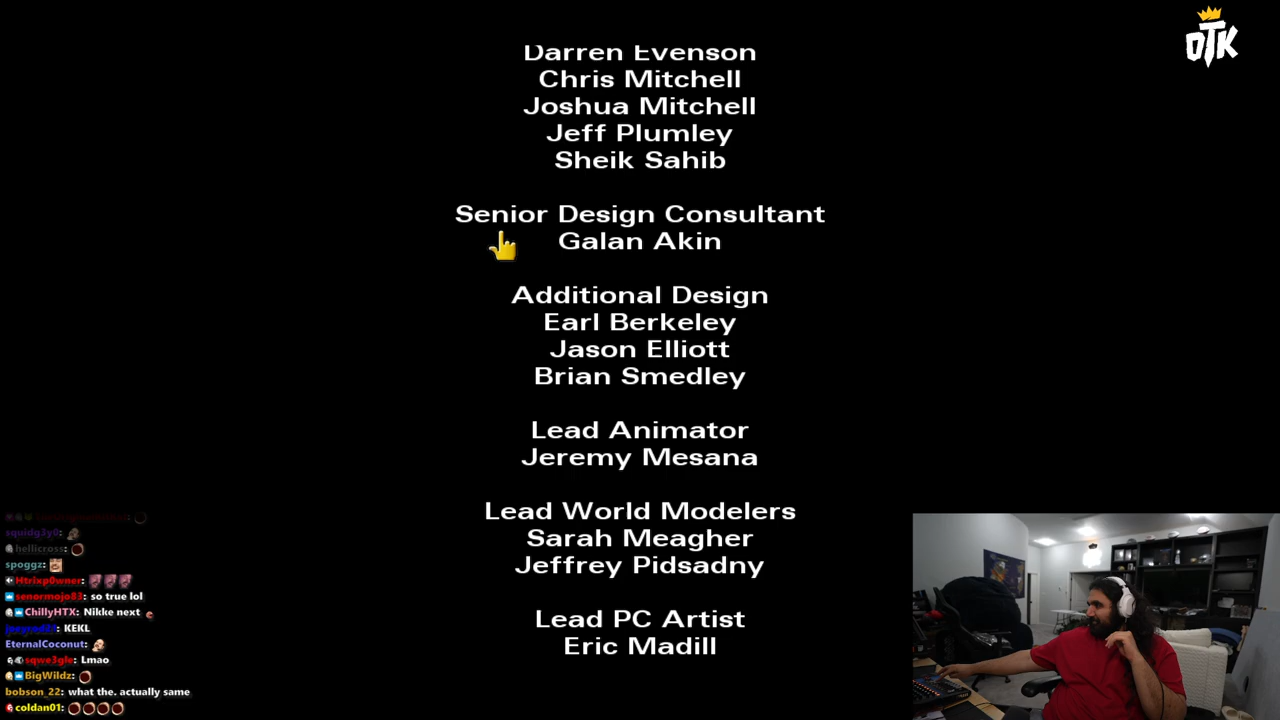 OTK
Darren Evenson
Chris Mitchell
Joshua Mitchell
Jeff Plumley
Sheik Sahib
Senior Design Consultant
Galan Akin
Additional Design
Earl Berkeley
Jason Elliott
Brian Smedley
Lead Animator
Jeremy Mesana
Lead World Modelers
Sarah Meagher
Jeffrey Pidsadny
Lead PC Artist
Eric Madill
squidg3y0:
hellicross:
spoggz:
Htrixp0wner:
senormojo83: so true lol
ChillyHTX: Nikke next
: KEKL
EternalCoconut:
sqwe3gle: Lmao
BigWildz:
bobson_22: what the. actually same
coldan01: